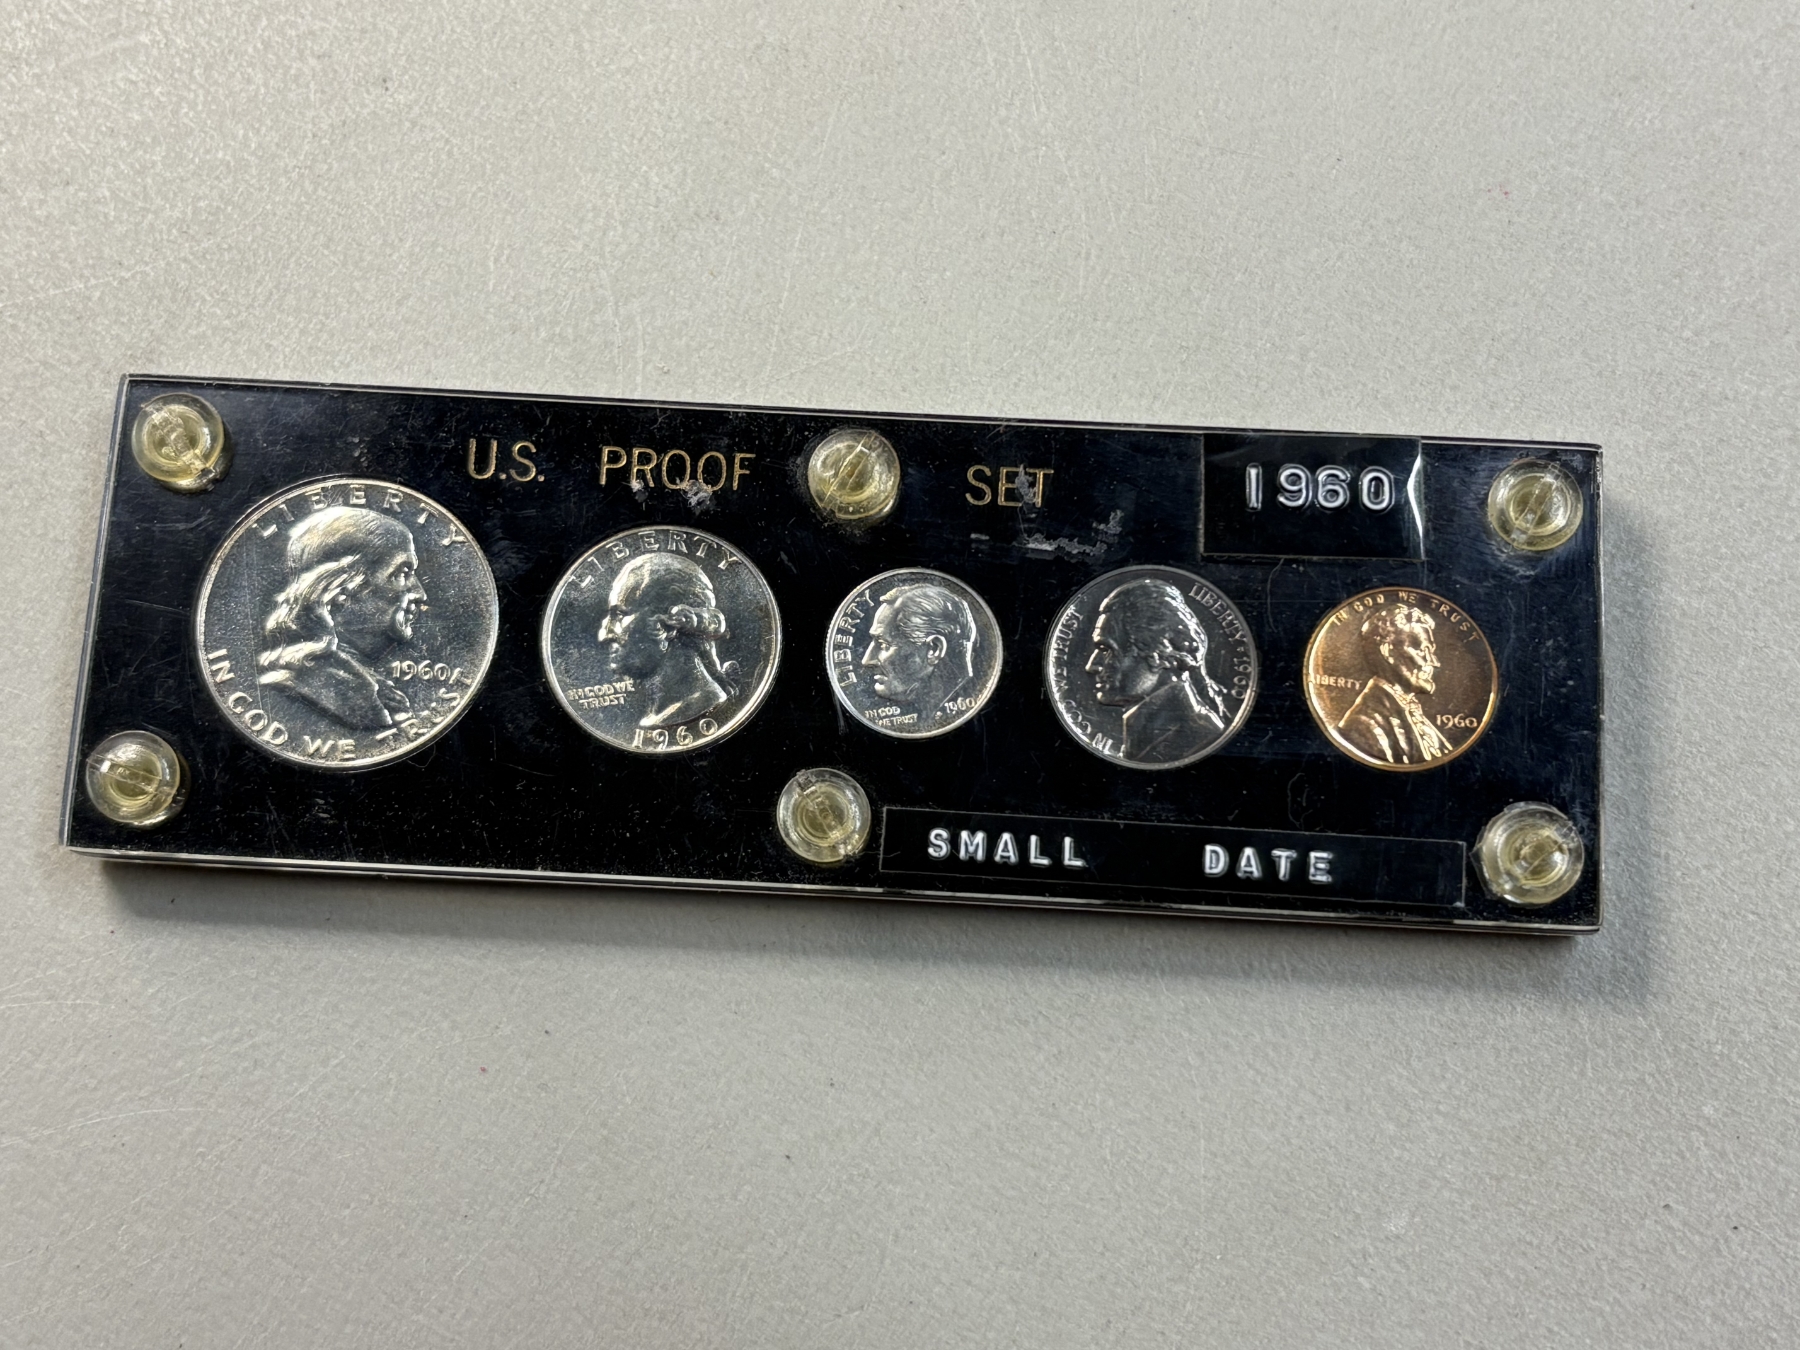 U.S. PROOF SET 1960
LIBERTY
1960
IN GOD WE TRUST
LIBERTY
IN GOD WE
TRUST
1960
LIBERTY
IN GOD
WE TRUST
1960
IN GOD WE TRUST
LIBERTY ★ 1960
IN GOD WE TRUST
LIBERTY
1960
SMALL DATE